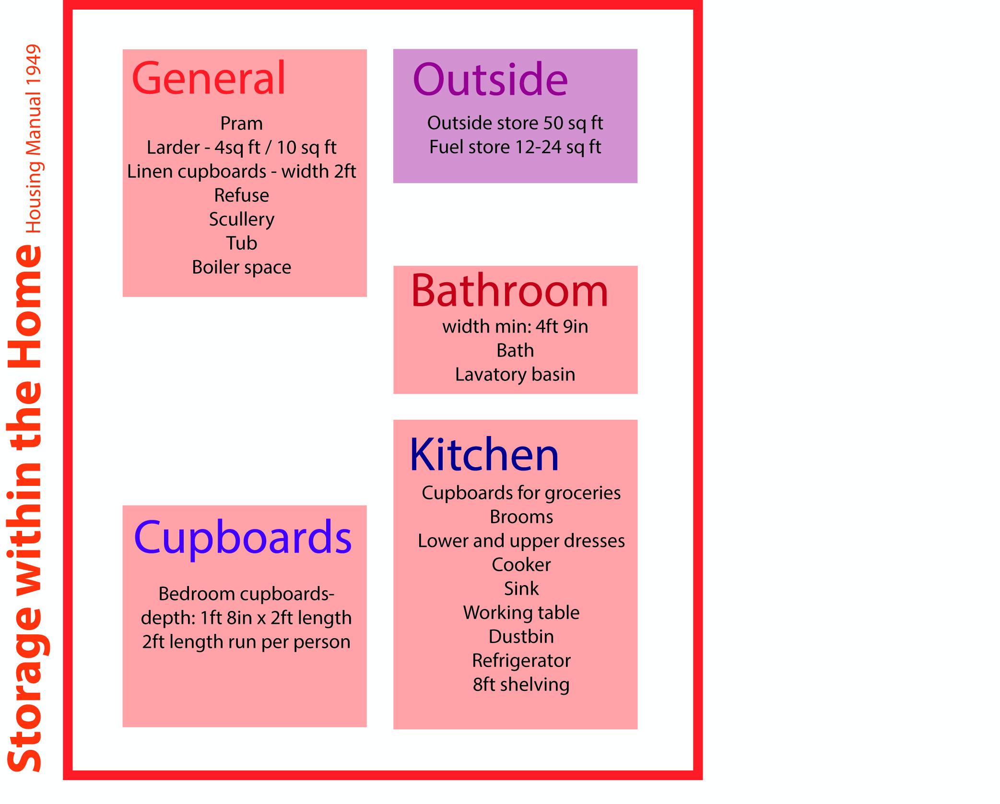 Storage within the Home Housing Manual 1949
General
Pram
Larder - 4sq ft / 10 sq ft
Linen cupboards - width 2ft
Refuse
Scullery
Tub
Boiler space
Outside
Outside store 50 sq ft
Fuel store 12-24 sq ft
Bathroom
width min: 4ft 9in
Bath
Lavatory basin
Cupboards
Bedroom cupboards-
depth: 1ft 8in x 2ft length
2ft length run per person
Kitchen
Cupboards for groceries
Brooms
Lower and upper dresses
Cooker
Sink
Working table
Dustbin
Refrigerator
8ft shelving